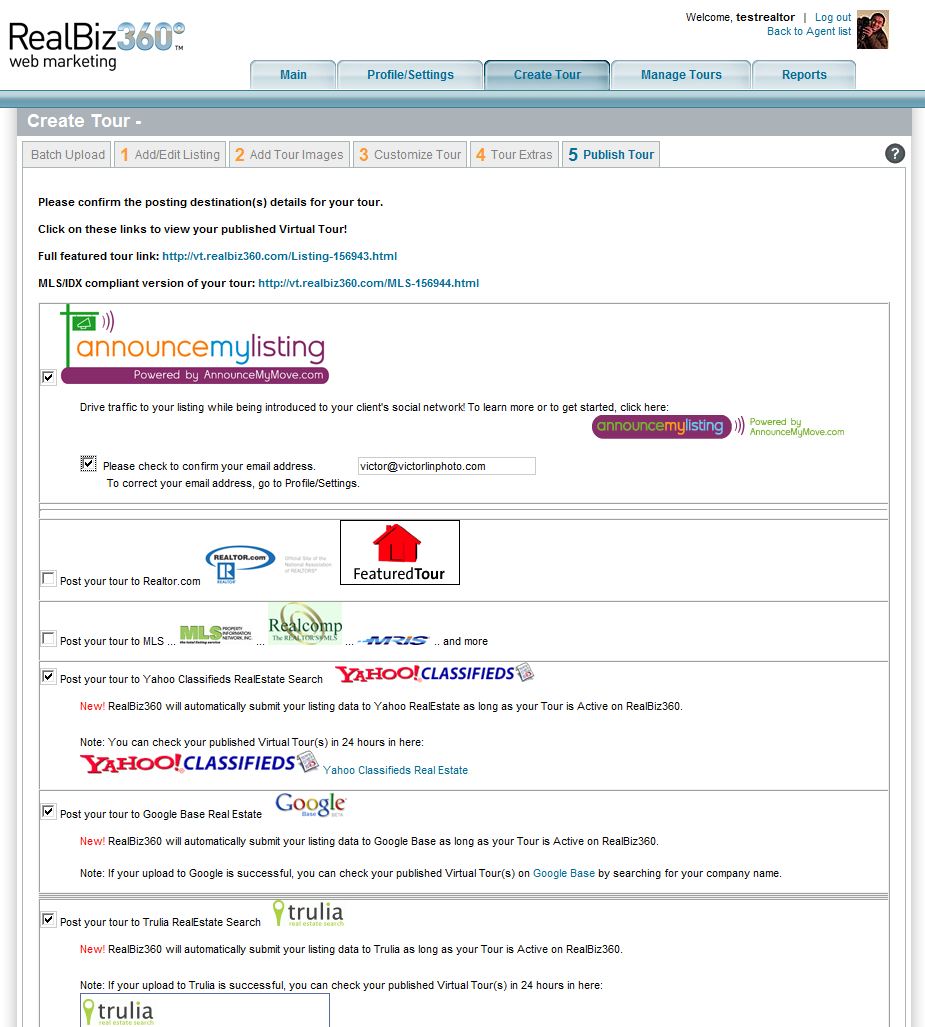 RealBiz360°™
web marketing
Welcome, testrealtor | Log out
Back to Agent list
Main Profile/Settings Create Tour Manage Tours Reports
Create Tour -
Batch Upload 1 Add/Edit Listing 2 Add Tour Images 3 Customize Tour 4 Tour Extras 5 Publish Tour ?
Please confirm the posting destination(s) details for your tour.
Click on these links to view your published Virtual Tour!
Full featured tour link: http://vt.realbiz360.com/Listing-156943.html
MLS/IDX compliant version of your tour: http://vt.realbiz360.com/MLS-156944.html
announcemylisting
Powered by AnnounceMyMove.com
Drive traffic to your listing while being introduced to your client's social network! To learn more or to get started, click here:
announcemylisting Powered by
AnnounceMyMove.com
Please check to confirm your email address. victor@victorlinphoto.com
To correct your email address, go to Profile/Settings.
Post your tour to Realtor.com REALTOR.com R REALTOR Official Site of the
National Association
of REALTORS®
FeaturedTour
Post your tour to MLS ... MLS PROPERTY
INFORMATION
NETWORK, INC.
... Realcomp
The REALTOR'S MLS
... MRIS .. and more
Post your tour to Yahoo Classifieds RealEstate Search YAHOO! CLASSIFIEDS
New! RealBiz360 will automatically submit your listing data to Yahoo RealEstate as long as your Tour is Active on RealBiz360.
Note: You can check your published Virtual Tour(s) in 24 hours in here:
YAHOO! CLASSIFIEDS Yahoo Classifieds Real Estate
Post your tour to Google Base Real Estate Google
Base BETA
New! RealBiz360 will automatically submit your listing data to Google Base as long as your Tour is Active on RealBiz360.
Note: If your upload to Google is successful, you can check your published Virtual Tour(s) on Google Base by searching for your company name.
Post your tour to Trulia RealEstate Search trulia
real estate search
New! RealBiz360 will automatically submit your listing data to Trulia as long as your Tour is Active on RealBiz360.
Note: If your upload to Trulia is successful, you can check your published Virtual Tour(s) in 24 hours in here:
trulia
real estate search